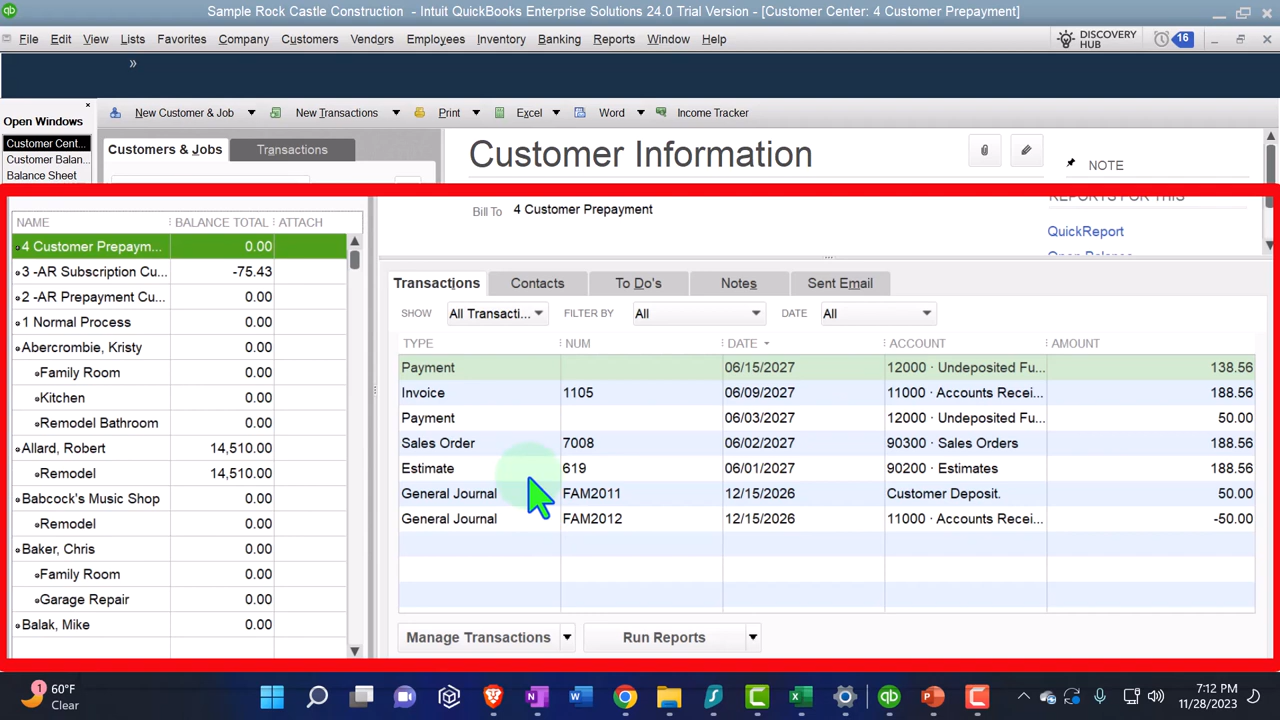 Sample Rock Castle Construction - Intuit QuickBooks Enterprise Solutions 24.0 Trial Version - [Customer Center: 4 Customer Prepayment]
File Edit View Lists Favorites Company Customers Vendors Employees Inventory Banking Reports Window Help DISCOVERY HUB 16
»
Open Windows
Customer Cent...
Customer Balan...
Balance Sheet
New Customer & Job New Transactions Print Excel Word Income Tracker
Customers & Jobs Transactions
Customer Information
NOTE
Bill To 4 Customer Prepayment
REPORTS FOR THIS
QuickReport
Open Balance
NAME BALANCE TOTAL ATTACH
4 Customer Prepaym... 0.00
3 -AR Subscription Cu... -75.43
2 -AR Prepayment Cu... 0.00
1 Normal Process 0.00
Abercrombie, Kristy 0.00
Family Room 0.00
Kitchen 0.00
Remodel Bathroom 0.00
Allard, Robert 14,510.00
Remodel 14,510.00
Babcock's Music Shop 0.00
Remodel 0.00
Baker, Chris 0.00
Family Room 0.00
Garage Repair 0.00
Balak, Mike 0.00
Transactions Contacts To Do's Notes Sent Email
SHOW All Transacti... FILTER BY All DATE All
TYPE NUM DATE ACCOUNT AMOUNT
Payment 06/15/2027 12000 · Undeposited Fu... 138.56
Invoice 1105 06/09/2027 11000 · Accounts Recei... 188.56
Payment 06/03/2027 12000 · Undeposited Fu... 50.00
Sales Order 7008 06/02/2027 90300 · Sales Orders 188.56
Estimate 619 06/01/2027 90200 · Estimates 188.56
General Journal FAM2011 12/15/2026 Customer Deposit. 50.00
General Journal FAM2012 12/15/2026 11000 · Accounts Recei... -50.00
Manage Transactions Run Reports
1
60°F
Clear
7:12 PM
11/28/2023